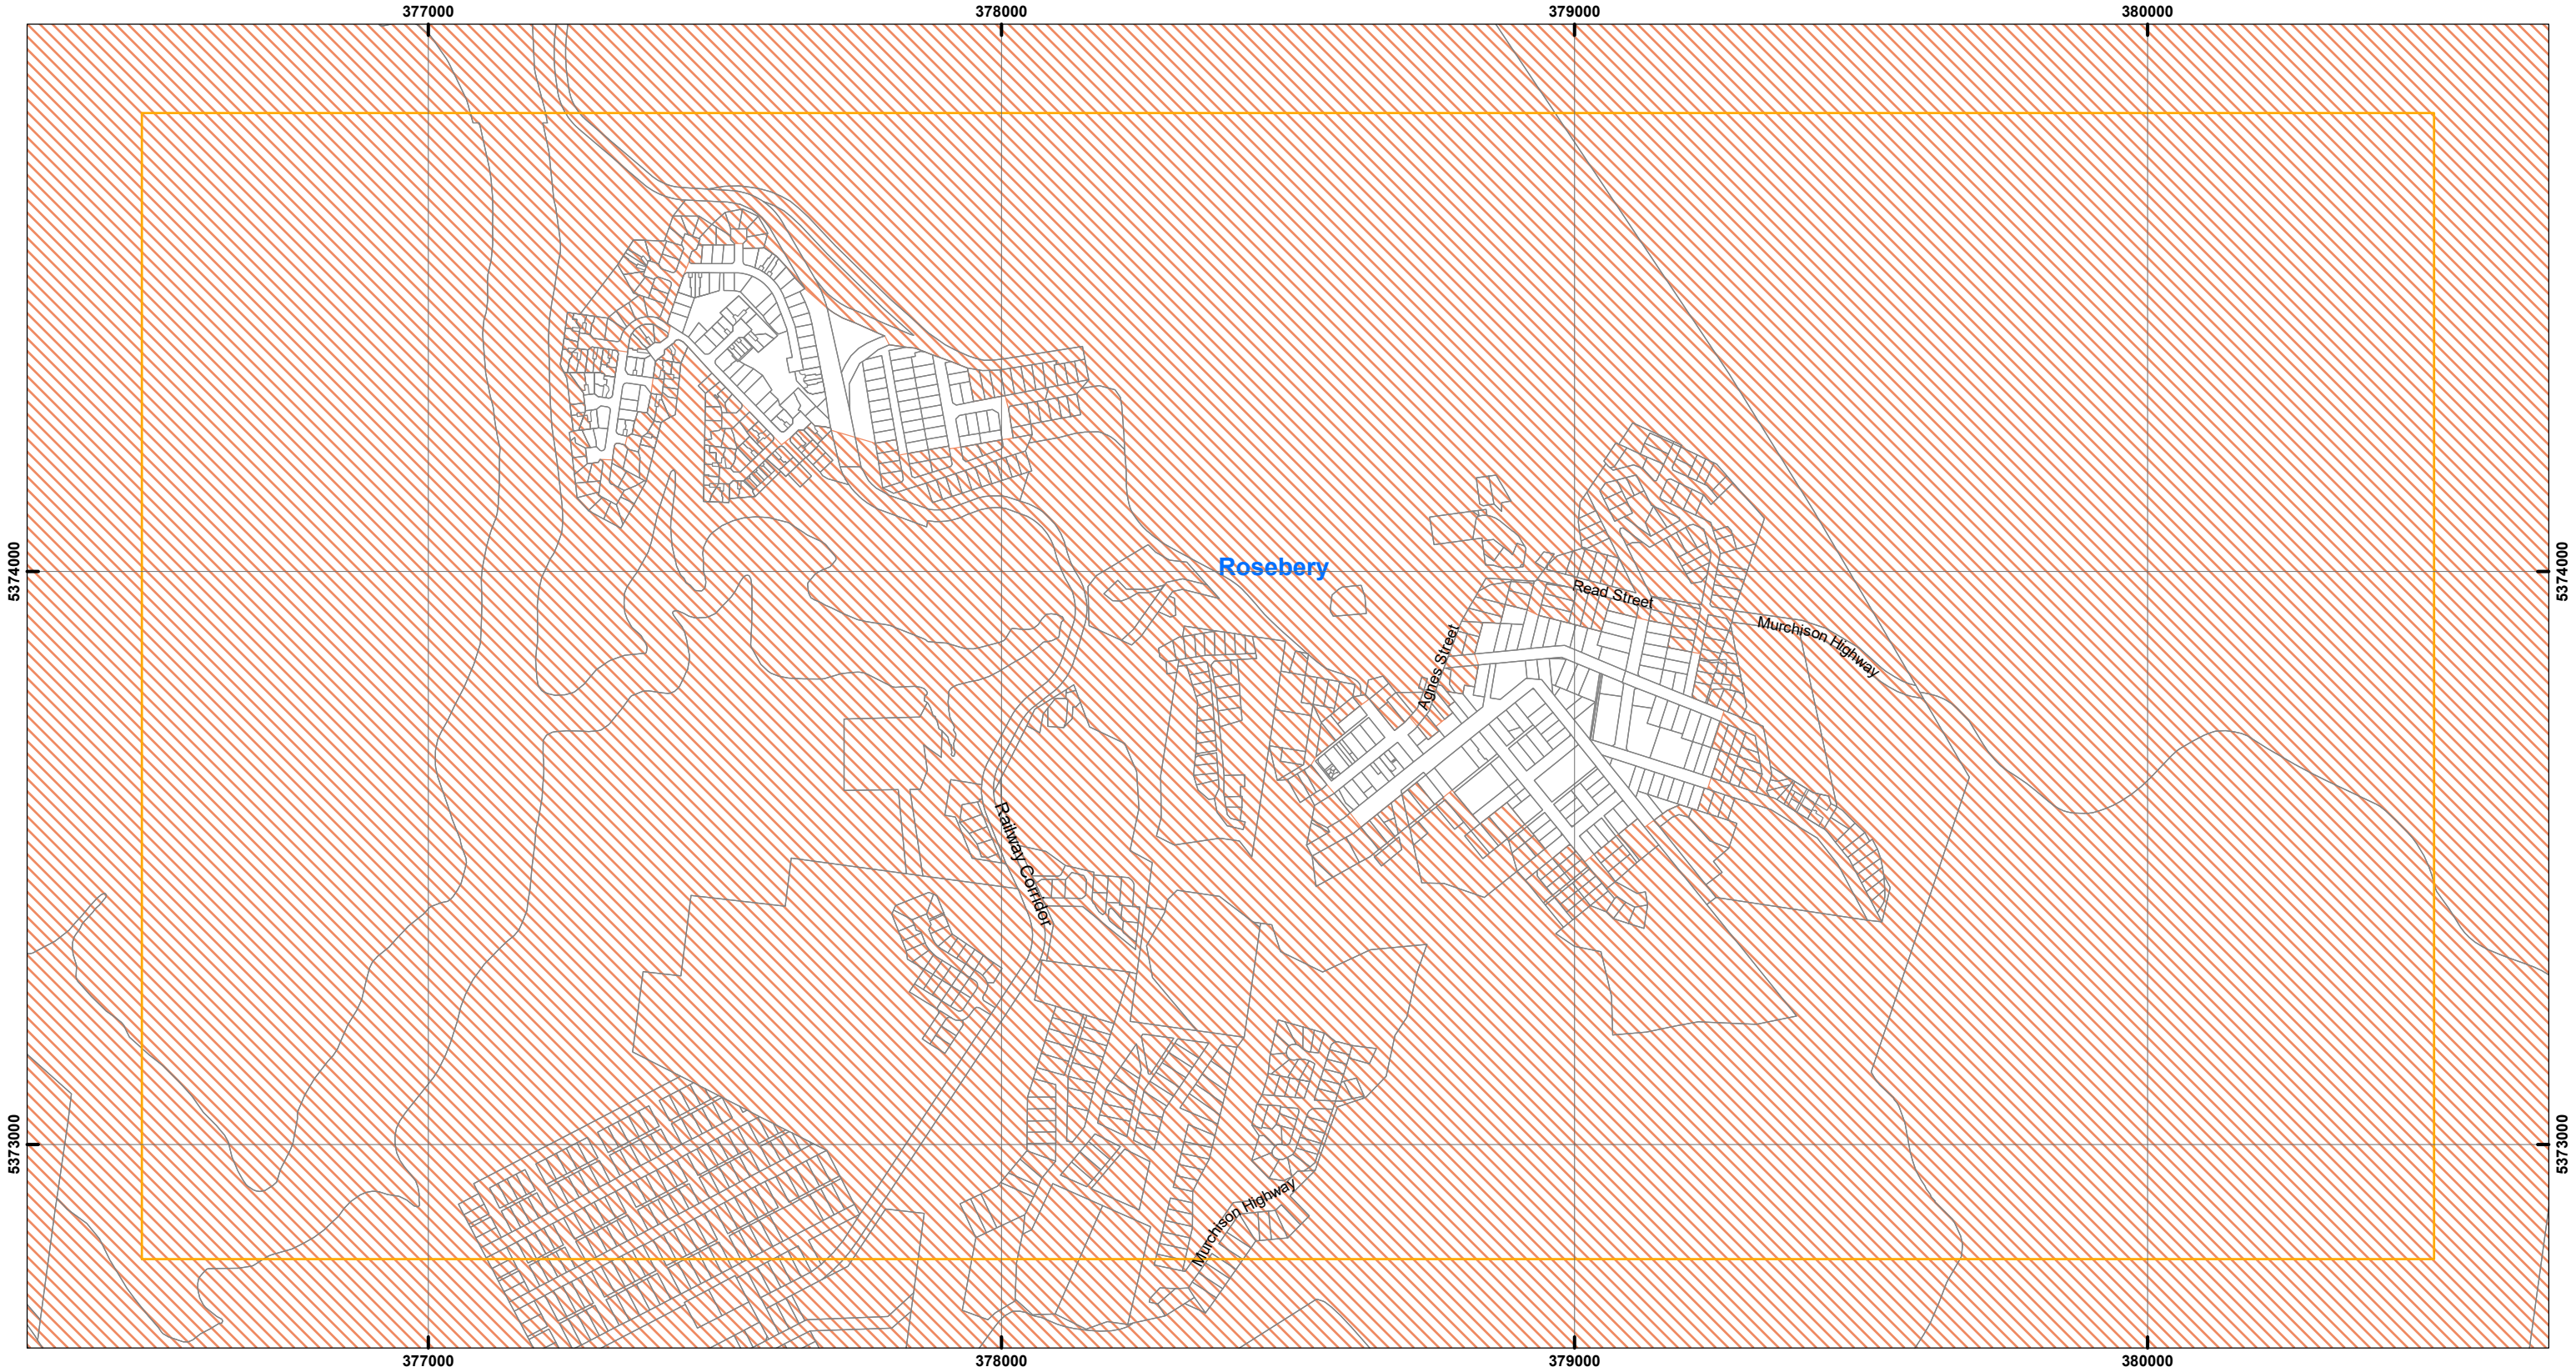 377000
378000
379000
380000
5374000
5374000
Rosebery
Read Street
Murchison Highway
Agnes Street
Railway Corridor
5373000
5373000
Murchison Highway
377000
378000
379000
380000